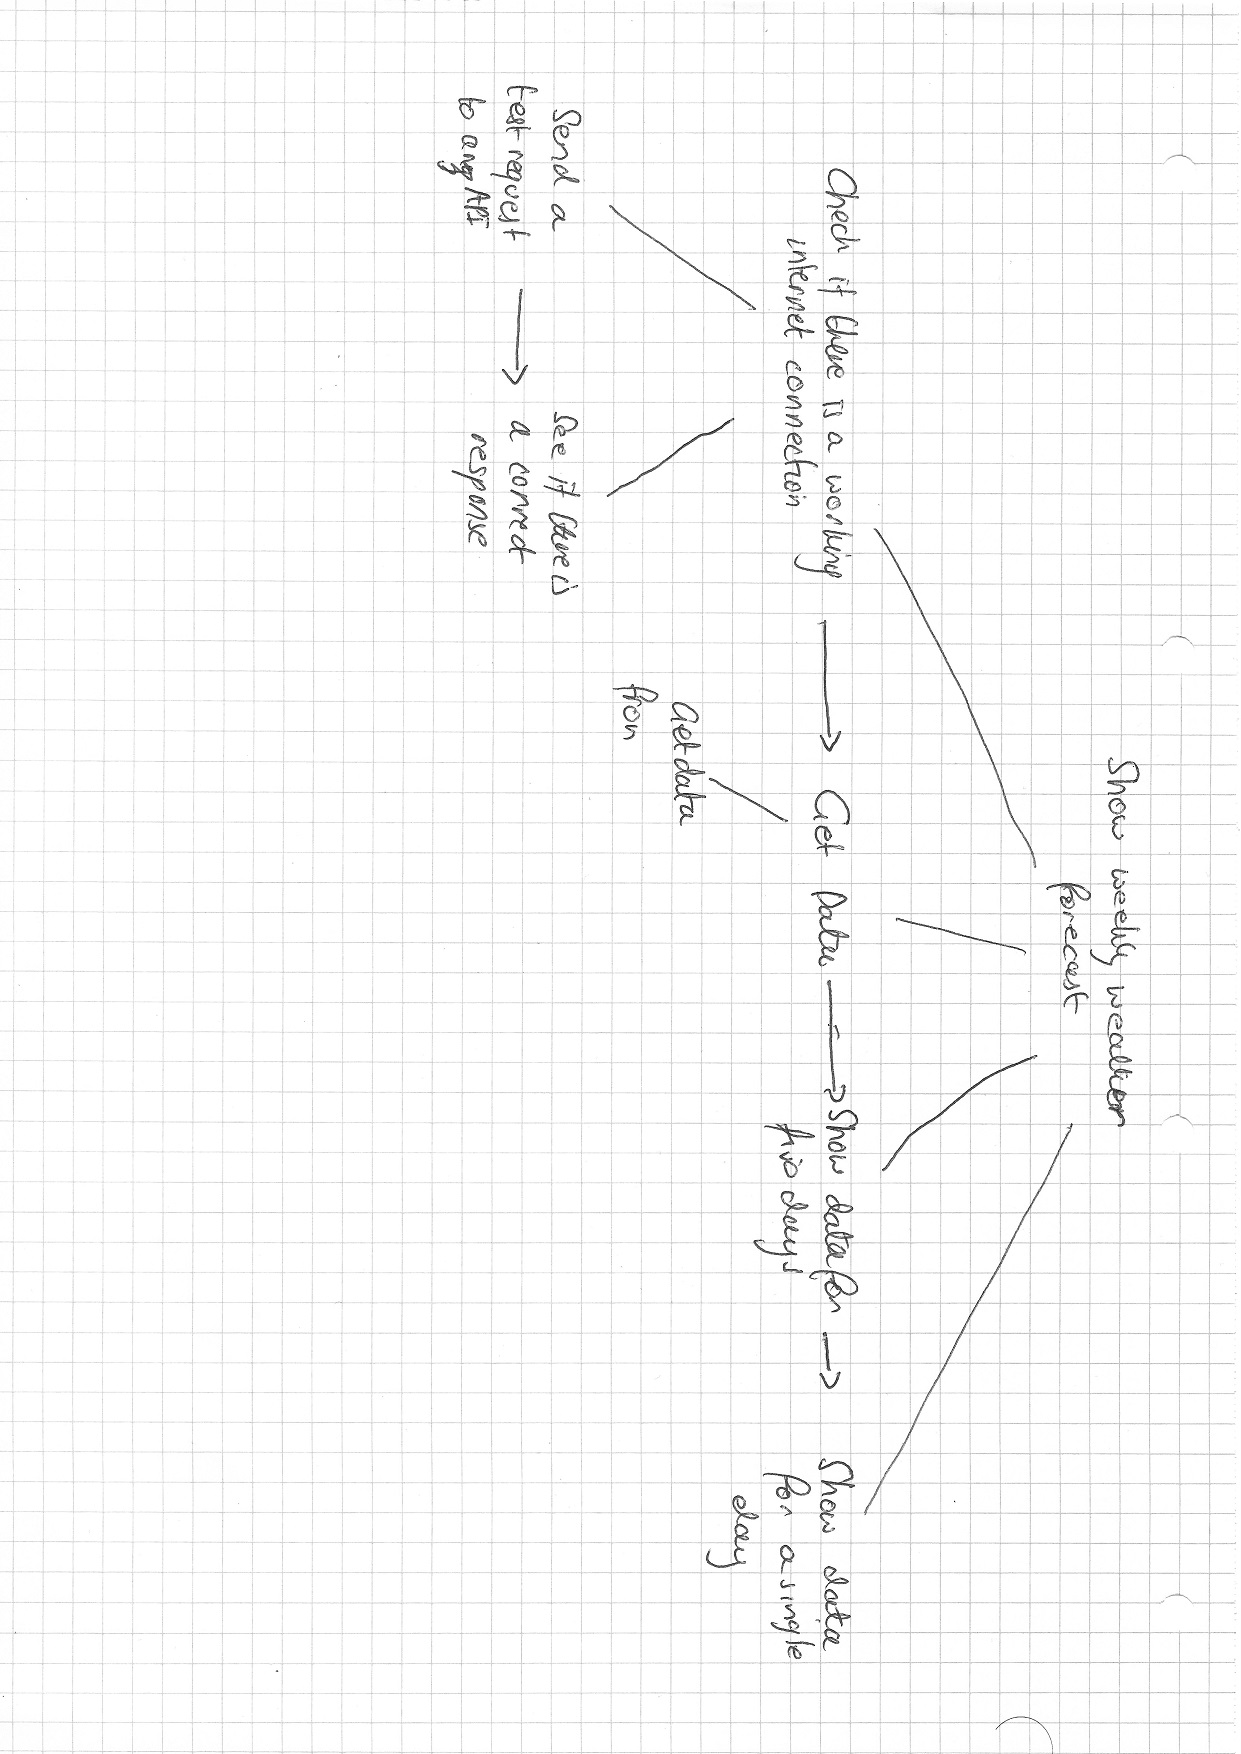 Show weekly weather
forecast
Check if there is a working
internet connection
Get Data
Show data for
five days
Show data
for a single
day
Get data
from
Send a
test request
to any API
See if there is
a correct
response